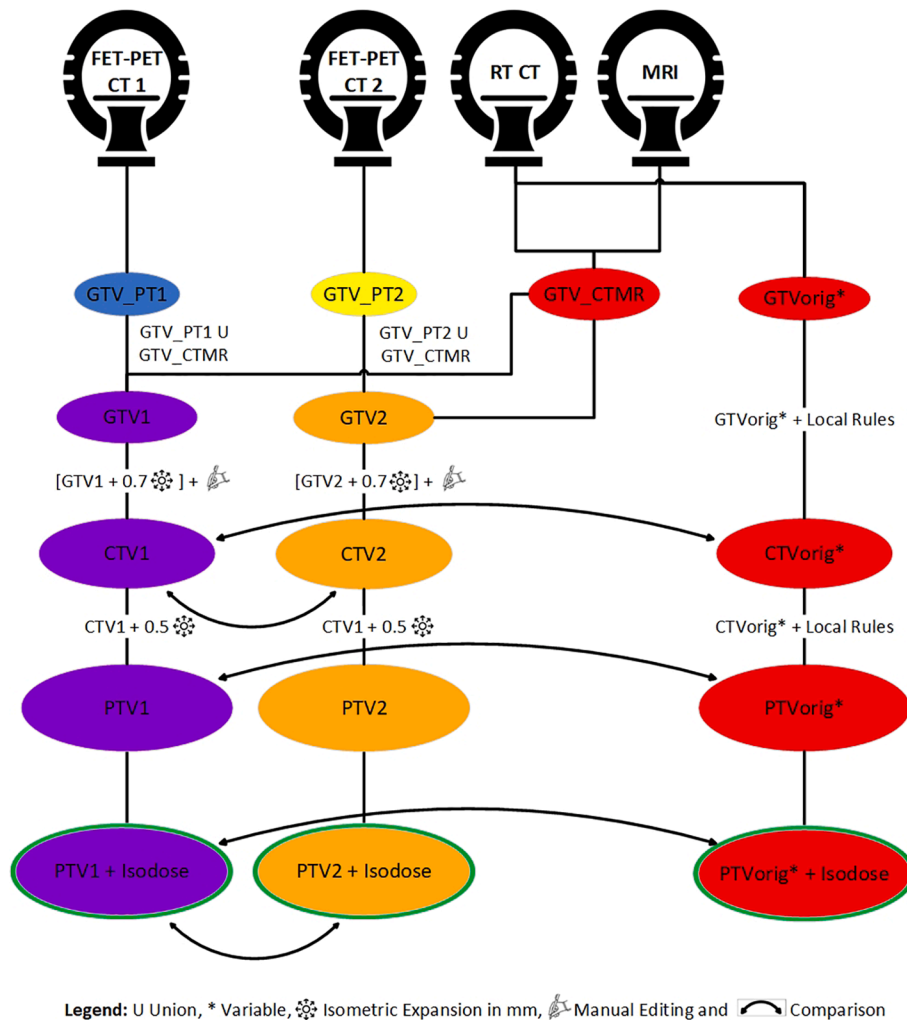 FET-PET
CT 1
FET-PET
CT 2
RT CT
MRI
GTV_PT1
GTV_PT2
GTV_CTMR
GTVorig*
GTV_PT1 U
GTV_CTMR
GTV_PT2 U
GTV_CTMR
GTV1
GTV2
GTVorig* + Local Rules
[GTV1 + 0.7 ] +
[GTV2 + 0.7 ] +
CTV1
CTV2
CTVorig*
CTV1 + 0.5
CTV1 + 0.5
CTVorig* + Local Rules
PTV1
PTV2
PTVorig*
PTV1 + Isodose
PTV2 + Isodose
PTVorig* + Isodose
Legend: U Union, * Variable, Isometric Expansion in mm, Manual Editing and Comparison